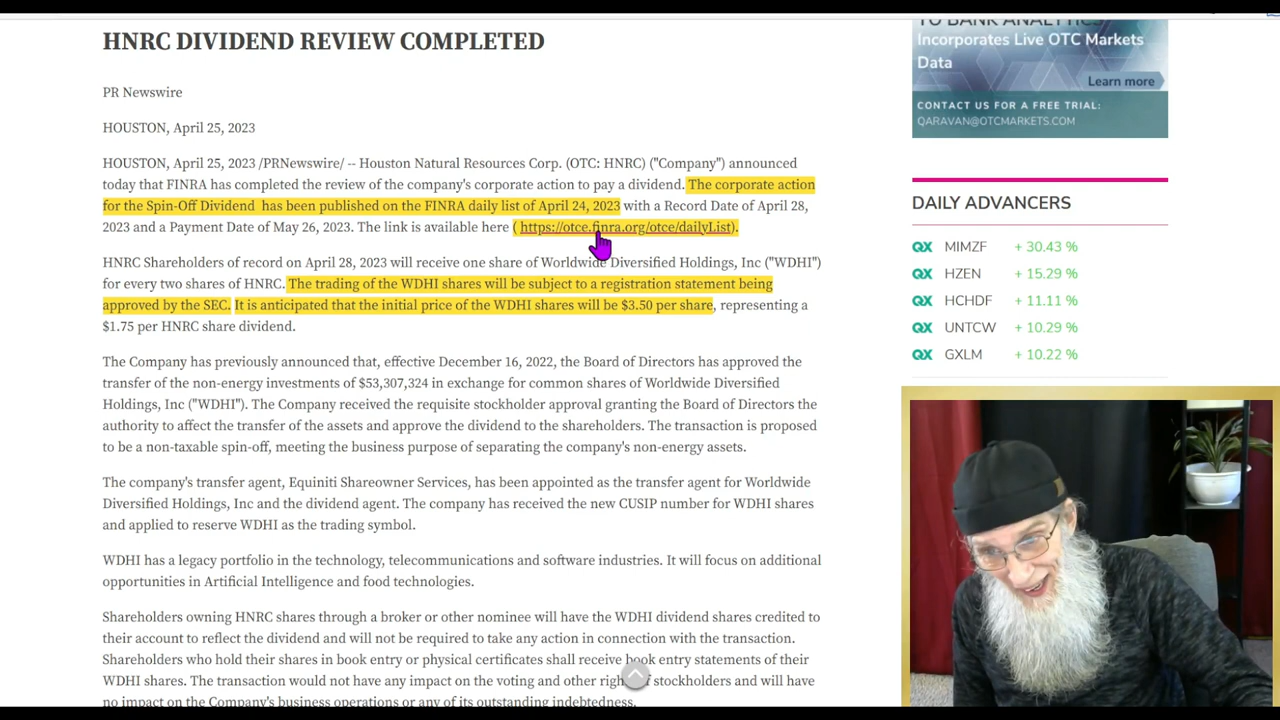 HNRC DIVIDEND REVIEW COMPLETED
PR Newswire
HOUSTON, April 25, 2023
HOUSTON, April 25, 2023 /PRNewswire/ -- Houston Natural Resources Corp. (OTC: HNRC) ("Company") announced
today that FINRA has completed the review of the company's corporate action to pay a dividend. The corporate action
for the Spin-Off Dividend has been published on the FINRA daily list of April 24, 2023 with a Record Date of April 28,
2023 and a Payment Date of May 26, 2023. The link is available here ( https://otce.finra.org/otce/dailyList).
HNRC Shareholders of record on April 28, 2023 will receive one share of Worldwide Diversified Holdings, Inc ("WDHI")
for every two shares of HNRC. The trading of the WDHI shares will be subject to a registration statement being
approved by the SEC. It is anticipated that the initial price of the WDHI shares will be $3.50 per share, representing a
$1.75 per HNRC share dividend.
The Company has previously announced that, effective December 16, 2022, the Board of Directors has approved the
transfer of the non-energy investments of $53,307,324 in exchange for common shares of Worldwide Diversified
Holdings, Inc ("WDHI"). The Company received the requisite stockholder approval granting the Board of Directors the
authority to affect the transfer of the assets and approve the dividend to the shareholders. The transaction is proposed
to be a non-taxable spin-off, meeting the business purpose of separating the company's non-energy assets.
The company's transfer agent, Equiniti Shareowner Services, has been appointed as the transfer agent for Worldwide
Diversified Holdings, Inc and the dividend agent. The company has received the new CUSIP number for WDHI shares
and applied to reserve WDHI as the trading symbol.
WDHI has a legacy portfolio in the technology, telecommunications and software industries. It will focus on additional
opportunities in Artificial Intelligence and food technologies.
Shareholders owning HNRC shares through a broker or other nominee will have the WDHI dividend shares credited to
their account to reflect the dividend and will not be required to take any action in connection with the transaction.
Shareholders who hold their shares in book entry or physical certificates shall receive book entry statements of their
WDHI shares. The transaction would not have any impact on the voting and other of stockholders and will have
no impact on the Company's business operations or any of its outstanding indebtedness.
TO BANK ANALYTICS
Incorporates Live OTC Markets
Data
Learn more
CONTACT US FOR A FREE TRIAL:
QARAVAN@OTCMARKETS.COM
DAILY ADVANCERS
QX MIMZF + 30.43 %
QX HZEN + 15.29 %
QX HCHDF + 11.11 %
QX UNTCW + 10.29 %
QX GXLM + 10.22 %